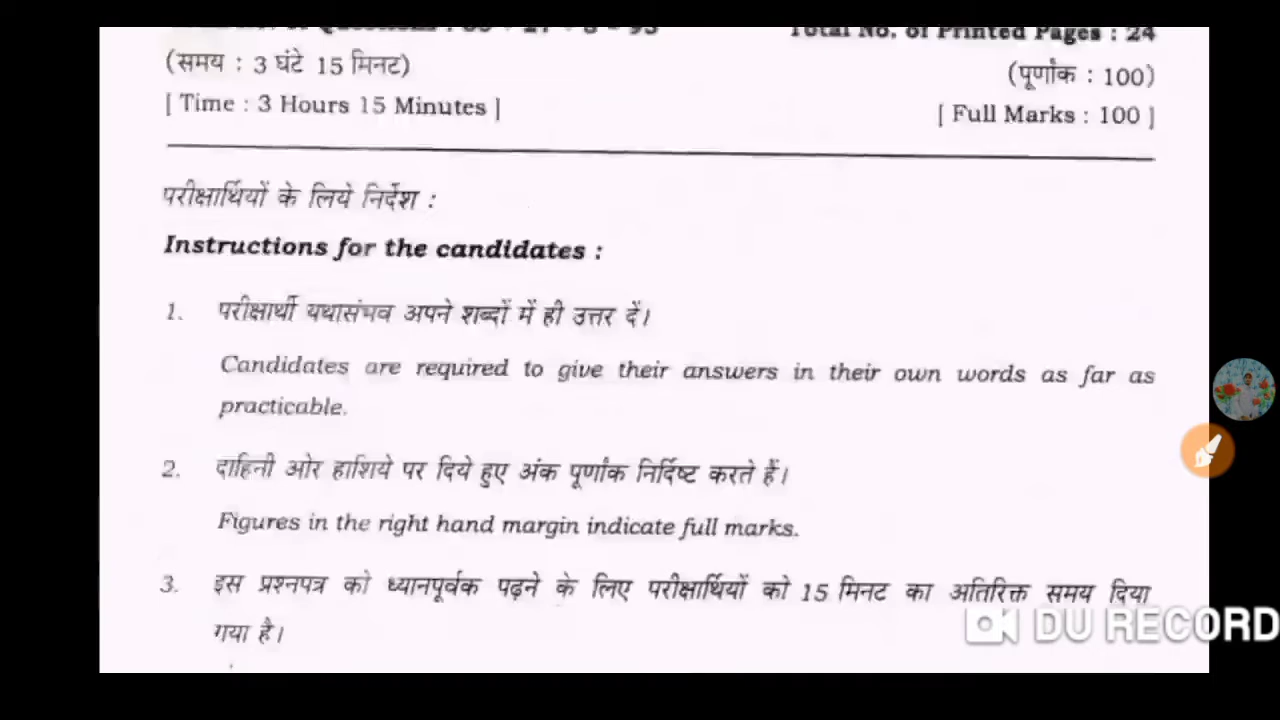 Total No. of Printed Pages : 24
(समय : 3 घंटे 15 मिनट)
(पूर्णांक : 100)
[ Time : 3 Hours 15 Minutes ]
[ Full Marks : 100 ]
परीक्षार्थियों के लिये निर्देश :
Instructions for the candidates :
1. परीक्षार्थी यथासंभव अपने शब्दों में ही उत्तर दें।
Candidates are required to give their answers in their own words as far as
practicable.
2. दाहिनी ओर हाशिये पर दिये हुए अंक पूर्णांक निर्दिष्ट करते हैं।
Figures in the right hand margin indicate full marks.
3. इस प्रश्नपत्र को ध्यानपूर्वक पढ़ने के लिए परीक्षार्थियों को 15 मिनट का अतिरिक्त समय दिया
गया है।
DU RECORD